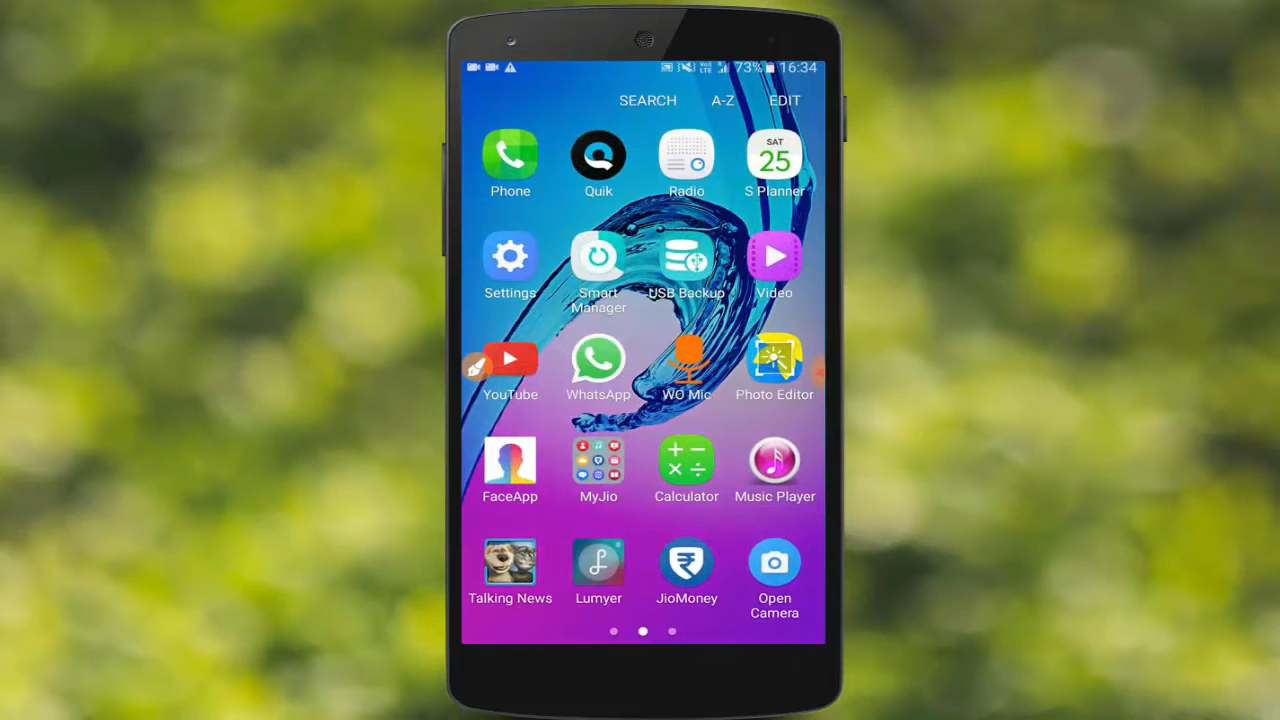 VoLTE 73% 16:34
SEARCH A-Z EDIT
SAT
25
Phone Quik Radio S Planner
Settings Smart Manager USB Backup Video
YouTube WhatsApp WO Mic Photo Editor
FaceApp MyJio Calculator Music Player
Talking News Lumyer JioMoney Open Camera